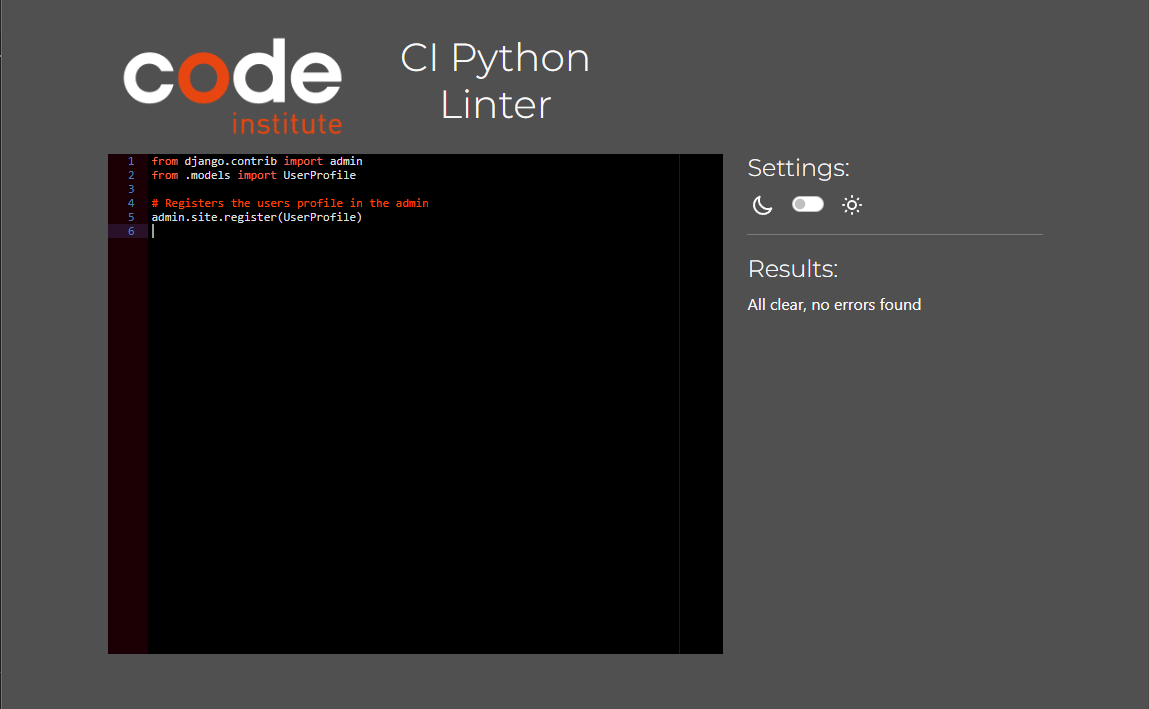 code
institute
CI Python
Linter
1 from django.contrib import admin
2 from .models import UserProfile
3
4 # Registers the users profile in the admin
5 admin.site.register(UserProfile)
6
Settings:
Results:
All clear, no errors found